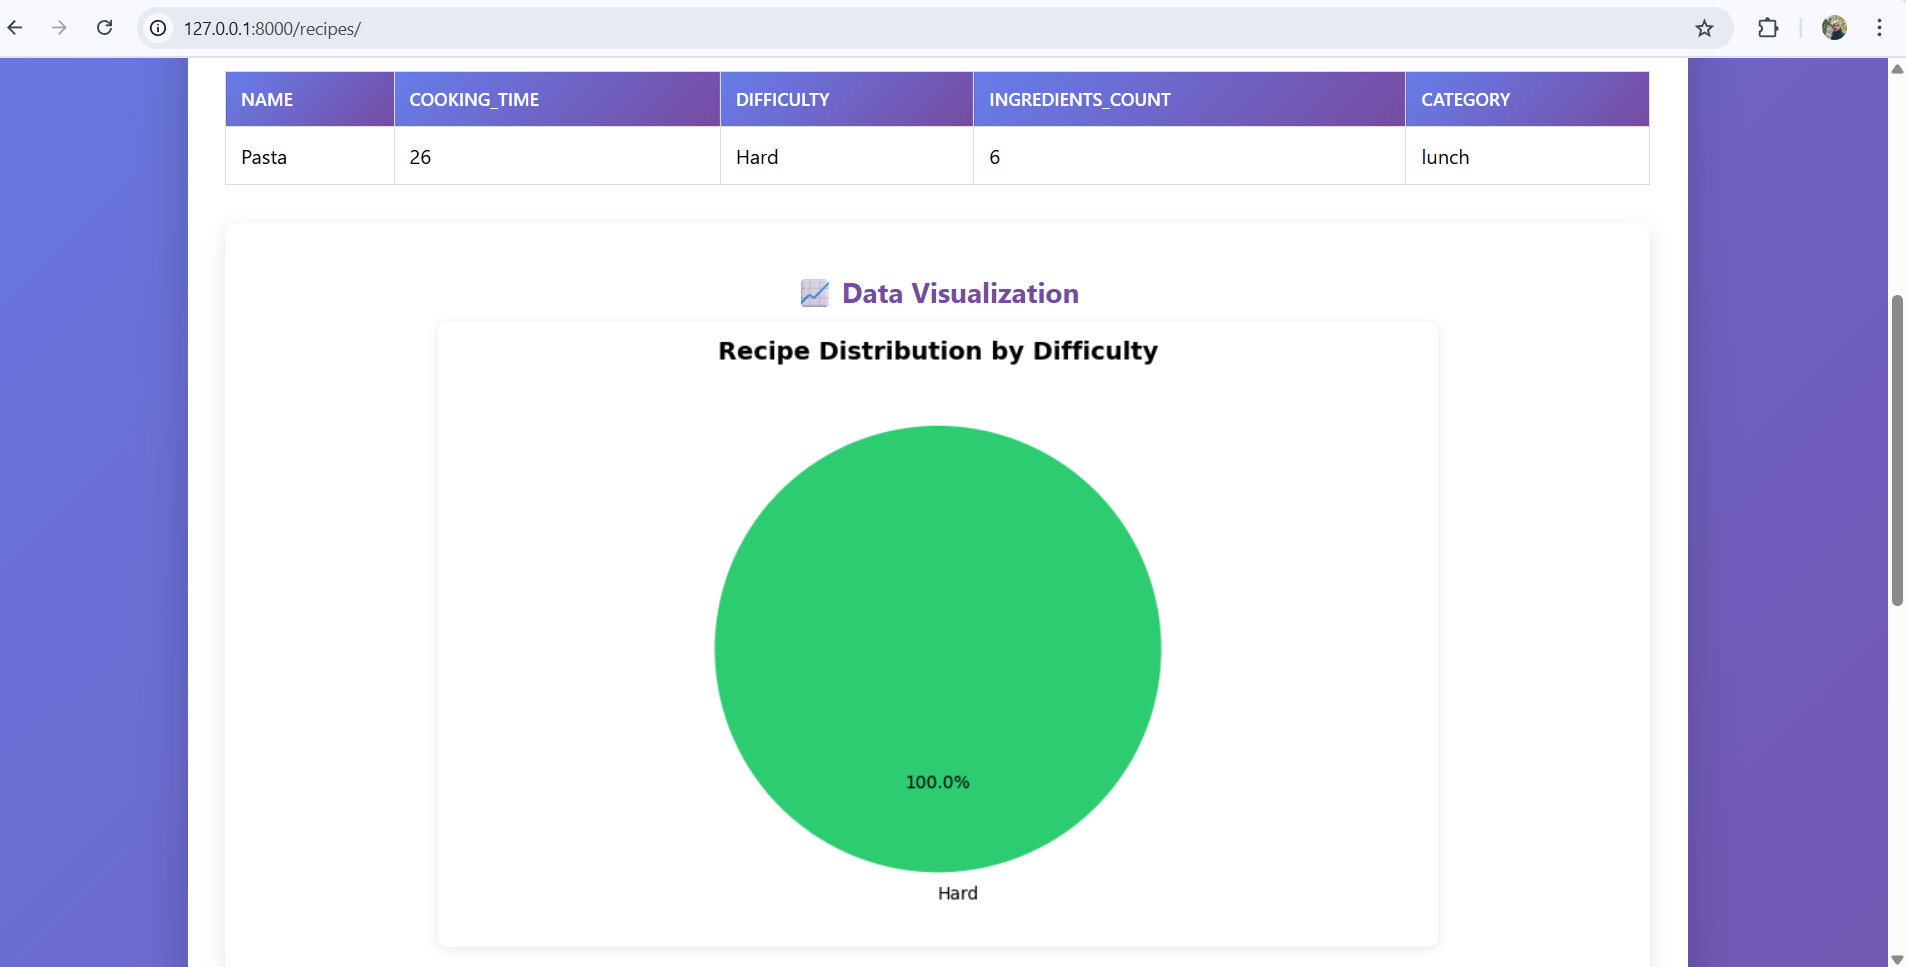 127.0.0.1:8000/recipes/
NAME COOKING_TIME DIFFICULTY INGREDIENTS_COUNT CATEGORY
Pasta 26 Hard 6 lunch
Data Visualization
Recipe Distribution by Difficulty
100.0%
Hard